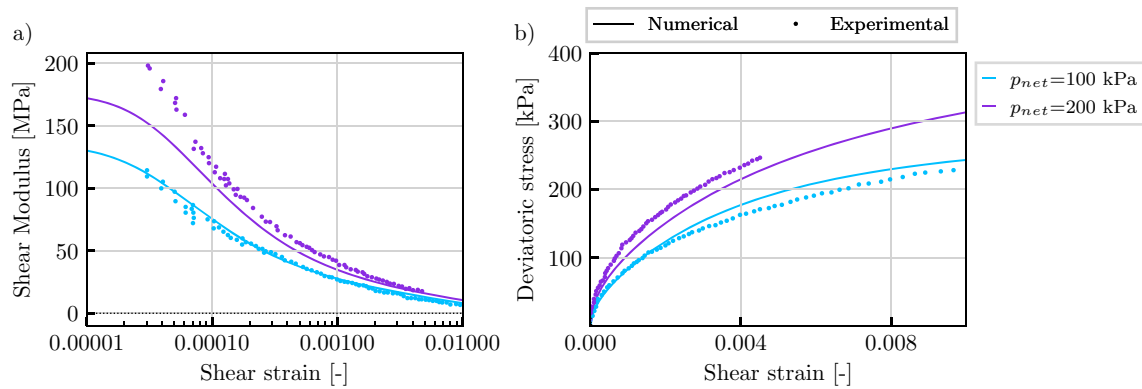 Numerical
Experimental
a)
Shear Modulus [MPa]
200
150
100
50
0
0.00001
0.00010
0.00100
0.01000
Shear strain [-]
b)
Deviatoric stress [kPa]
400
300
200
100
0.000
0.004
0.008
Shear strain [-]
p_net=100 kPa
p_net=200 kPa